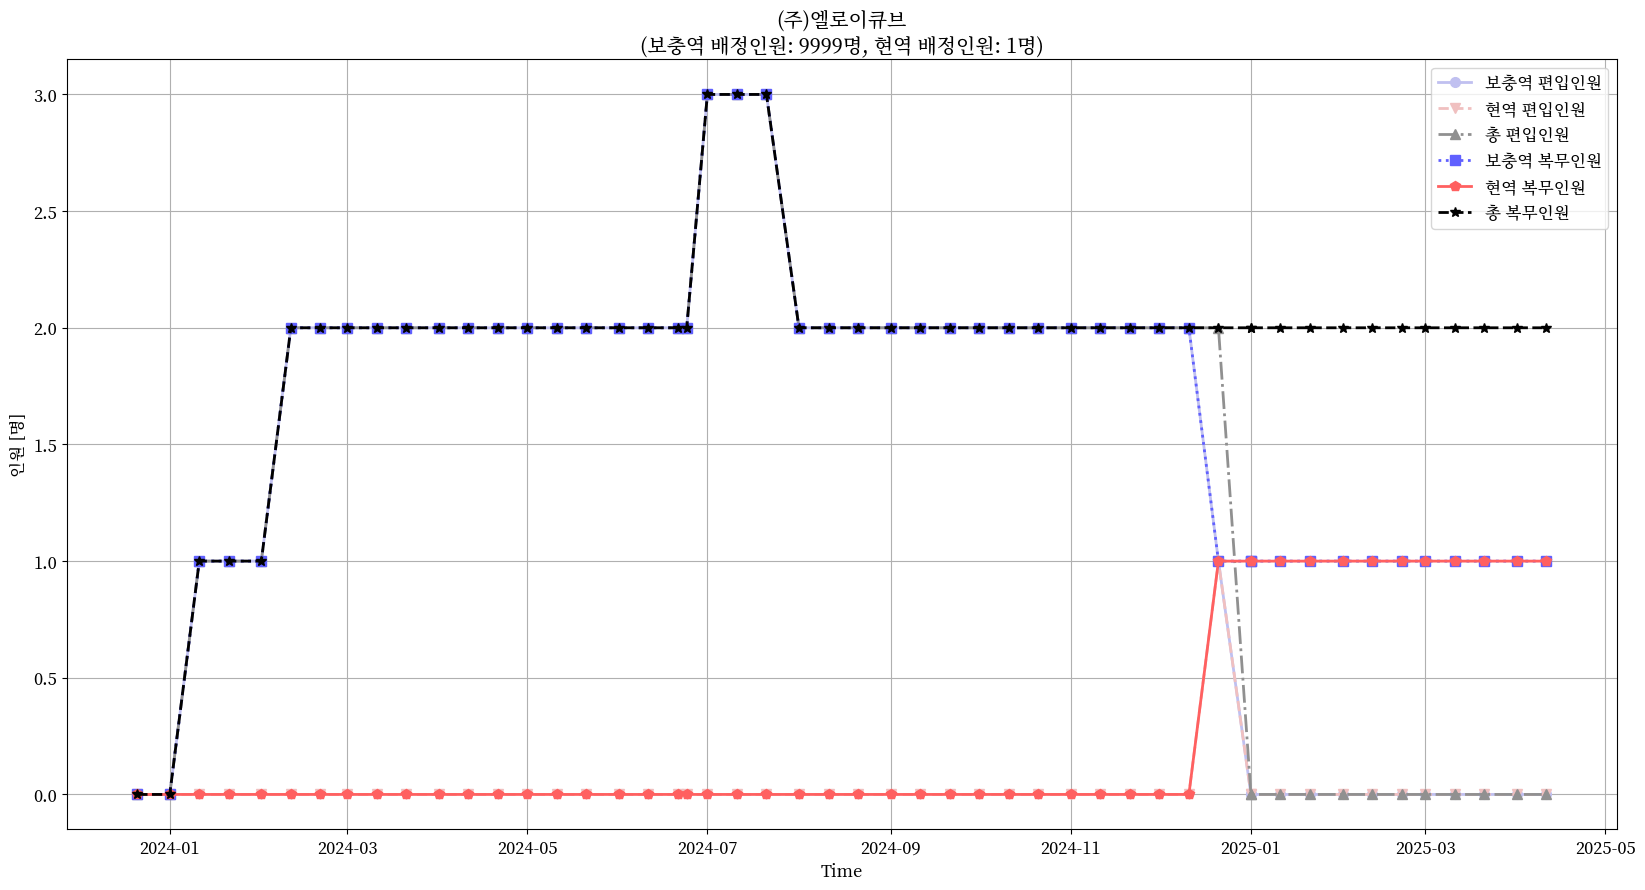 (주)엘로이큐브
(보충역 배정인원: 9999명, 현역 배정인원: 1명)
보충역 편입인원
현역 편입인원
총 편입인원
보충역 복무인원
현역 복무인원
총 복무인원
3.0
2.5
2.0
1.5
1.0
0.5
0.0
인원 [명]
2024-01
2024-03
2024-05
2024-07
2024-09
2024-11
2025-01
2025-03
2025-05
Time